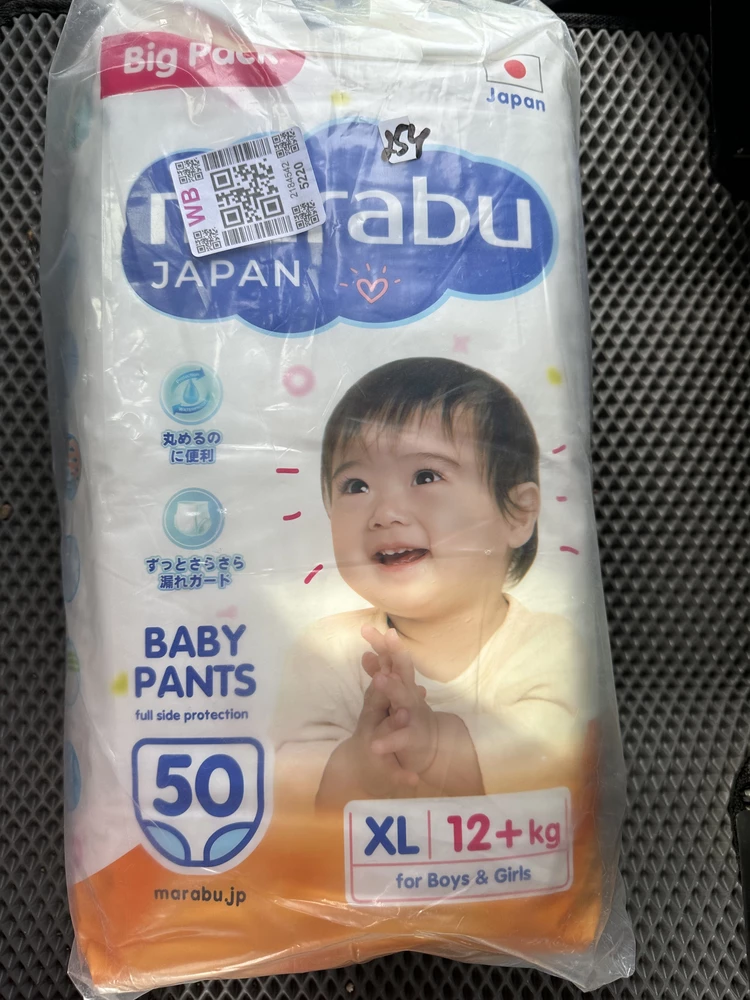 Big Pack
Japan
154
WB
2184542
5220
marabu
JAPAN
丸めるの
に便利
ずっとさらさら
漏れガード
BABY
PANTS
full side protection
50
XL 12+kg
for Boys & Girls
marabu.jp